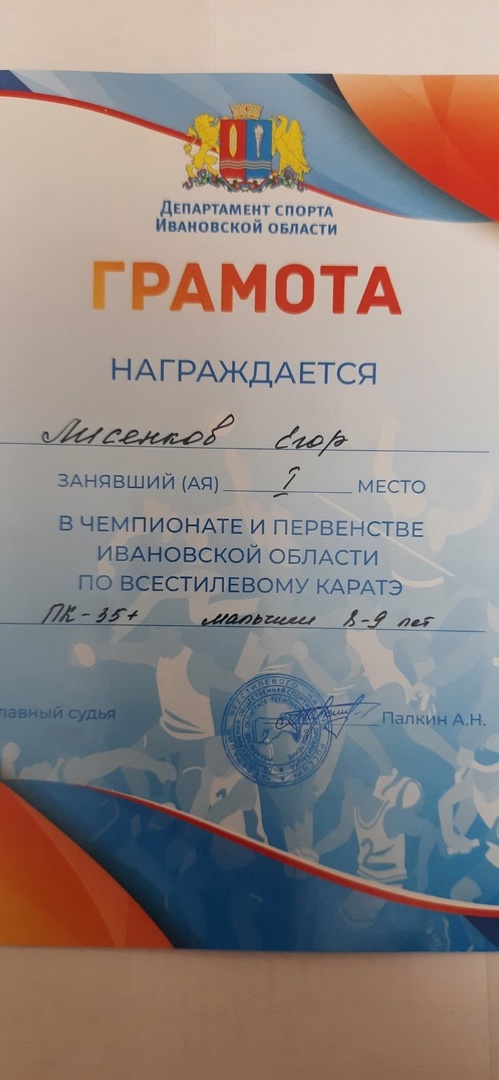 ДЕПАРТАМЕНТ СПОРТА
ИВАНОВСКОЙ ОБЛАСТИ
ГРАМОТА
НАГРАЖДАЕТСЯ
Лисенков Егор
ЗАНЯВШИЙ (АЯ) I МЕСТО
В ЧЕМПИОНАТЕ И ПЕРВЕНСТВЕ
ИВАНОВСКОЙ ОБЛАСТИ
ПО ВСЕСТИЛЕВОМУ КАРАТЭ
ПК-35+ мальчики 8-9 лет
лавный судья Палкин А.Н.
2